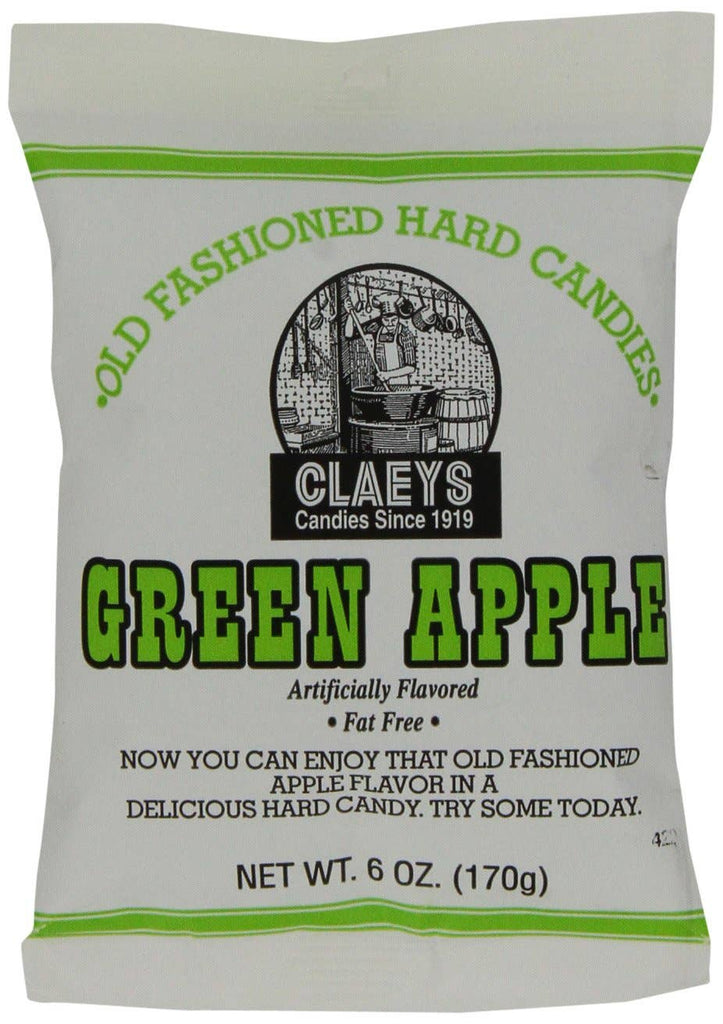 •OLD FASHIONED HARD CANDIES•
CLAEYS
Candies Since 1919
GREEN APPLE
Artificially Flavored
• Fat Free •
NOW YOU CAN ENJOY THAT OLD FASHIONED
APPLE FLAVOR IN A
DELICIOUS HARD CANDY. TRY SOME TODAY.
NET WT. 6 OZ. (170g)